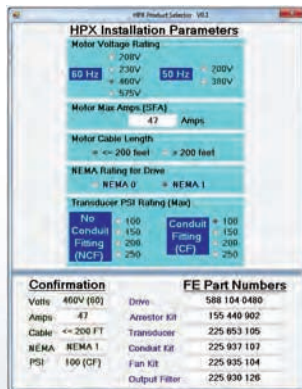 HPX Product Selector V0.1
HPX Installation Parameters
Motor Voltage Rating
208V
60 Hz 230V 50 Hz 200V
460V 380V
575V
Motor Max Amps (SFA)
47 Amps
Motor Cable Length
<= 200 feet > 200 feet
NEMA Rating for Drive
NEMA 0 NEMA 1
Transducer PSI Rating (Max)
No Conduit Fitting (NCF) 100 150 200 250
Conduit Fitting (CF) 100 150 200 250
Confirmation FE Part Numbers
Volts 460V (60) Drive 588 104 0480
Amps 47 Arrestor Kit 155 440 902
Cable <= 200 FT Transducer 225 853 105
NEMA NEMA 1 Conduit Kit 225 937 107
PSI 100 (CF) Fan Kit 225 935 104
Output Filter 225 930 126